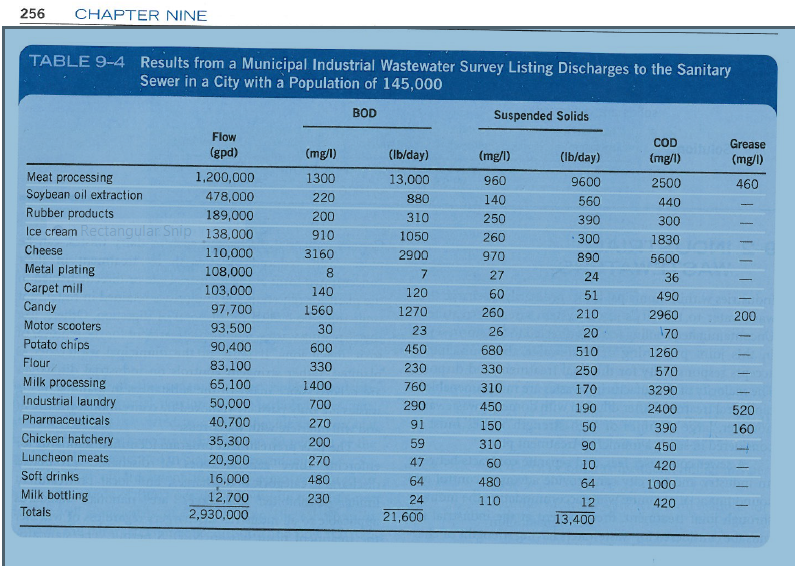 256 CHAPTER NINE
TABLE 9–4 Results from a Municipal Industrial Wastewater Survey Listing Discharges to the Sanitary
Sewer in a City with a Population of 145,000
BOD Suspended Solids
Flow (gpd) (mg/l) (lb/day) (mg/l) (lb/day) COD (mg/l) Grease (mg/l)
Meat processing 1,200,000 1300 13,000 960 9600 2500 460
Soybean oil extraction 478,000 220 880 140 560 440 —
Rubber products 189,000 200 310 250 390 300 —
Ice cream Rectangular Snip 138,000 910 1050 260 300 1830 —
Cheese 110,000 3160 2900 970 890 5600 —
Metal plating 108,000 8 7 27 24 36 —
Carpet mill 103,000 140 120 60 51 490 —
Candy 97,700 1560 1270 260 210 2960 200
Motor scooters 93,500 30 23 26 20 70 —
Potato chips 90,400 600 450 680 510 1260 —
Flour 83,100 330 230 330 250 570 —
Milk processing 65,100 1400 760 310 170 3290 —
Industrial laundry 50,000 700 290 450 190 2400 520
Pharmaceuticals 40,700 270 91 150 50 390 160
Chicken hatchery 35,300 200 59 310 90 450 —
Luncheon meats 20,900 270 47 60 10 420 —
Soft drinks 16,000 480 64 480 64 1000 —
Milk bottling 12,700 230 24 110 12 420 —
Totals 2,930,000 21,600 13,400